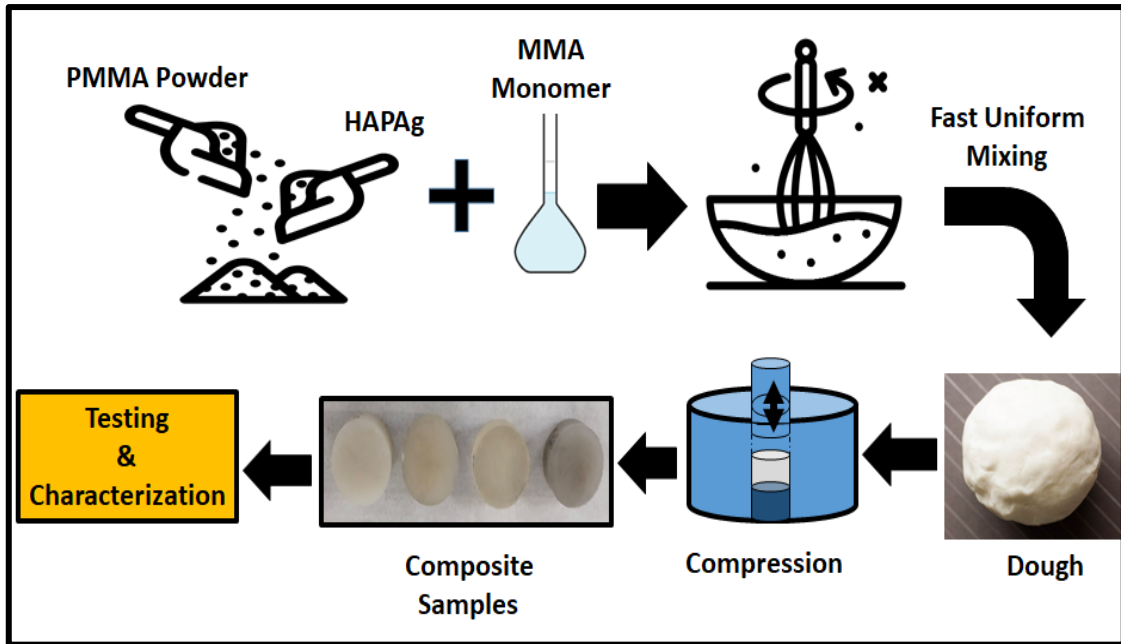 PMMA Powder
HAPAg
MMA
Monomer
Fast Uniform
Mixing
Dough
Compression
Composite
Samples
Testing
&
Characterization